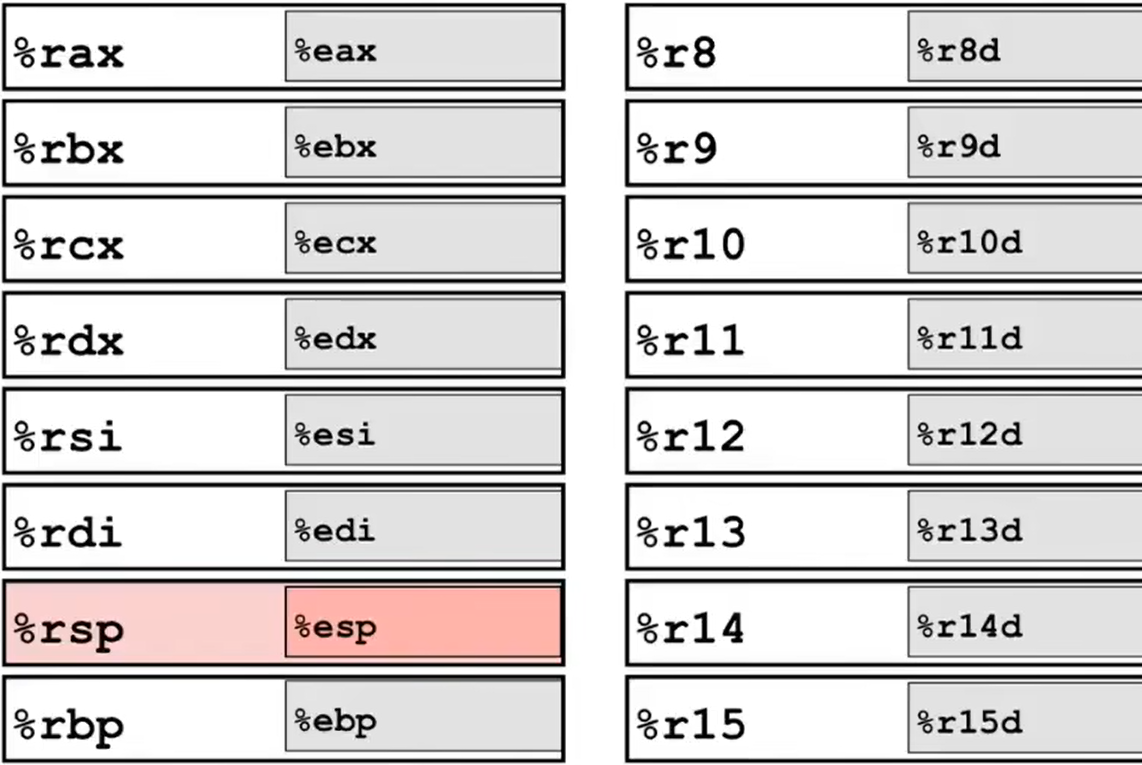 %rax %eax %r8 %r8d
%rbx %ebx %r9 %r9d
%rcx %ecx %r10 %r10d
%rdx %edx %r11 %r11d
%rsi %esi %r12 %r12d
%rdi %edi %r13 %r13d
%rsp %esp %r14 %r14d
%rbp %ebp %r15 %r15d